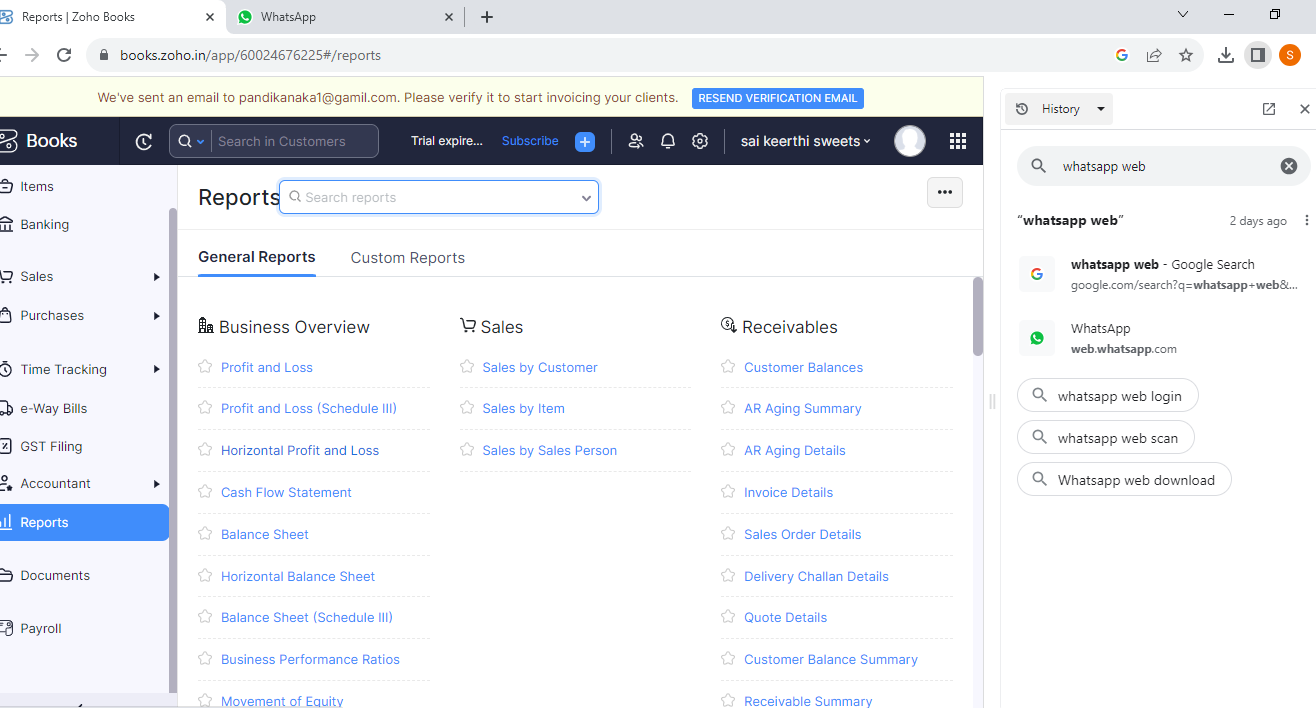 Reports | Zoho Books
WhatsApp
books.zoho.in/app/60024676225#/reports
S
We've sent an email to pandikanaka1@gamil.com. Please verify it to start invoicing your clients. RESEND VERIFICATION EMAIL
Books
Search in Customers
Trial expire...
Subscribe
sai keerthi sweets
Items
Banking
Sales
Purchases
Time Tracking
e-Way Bills
GST Filing
Accountant
Reports
Documents
Payroll
Reports
Search reports
General Reports
Custom Reports
Business Overview
Profit and Loss
Profit and Loss (Schedule III)
Horizontal Profit and Loss
Cash Flow Statement
Balance Sheet
Horizontal Balance Sheet
Balance Sheet (Schedule III)
Business Performance Ratios
Movement of Equity
Sales
Sales by Customer
Sales by Item
Sales by Sales Person
Receivables
Customer Balances
AR Aging Summary
AR Aging Details
Invoice Details
Sales Order Details
Delivery Challan Details
Quote Details
Customer Balance Summary
Receivable Summary
History
whatsapp web
“whatsapp web”
2 days ago
whatsapp web - Google Search
google.com/search?q=whatsapp+web&...
WhatsApp
web.whatsapp.com
whatsapp web login
whatsapp web scan
Whatsapp web download